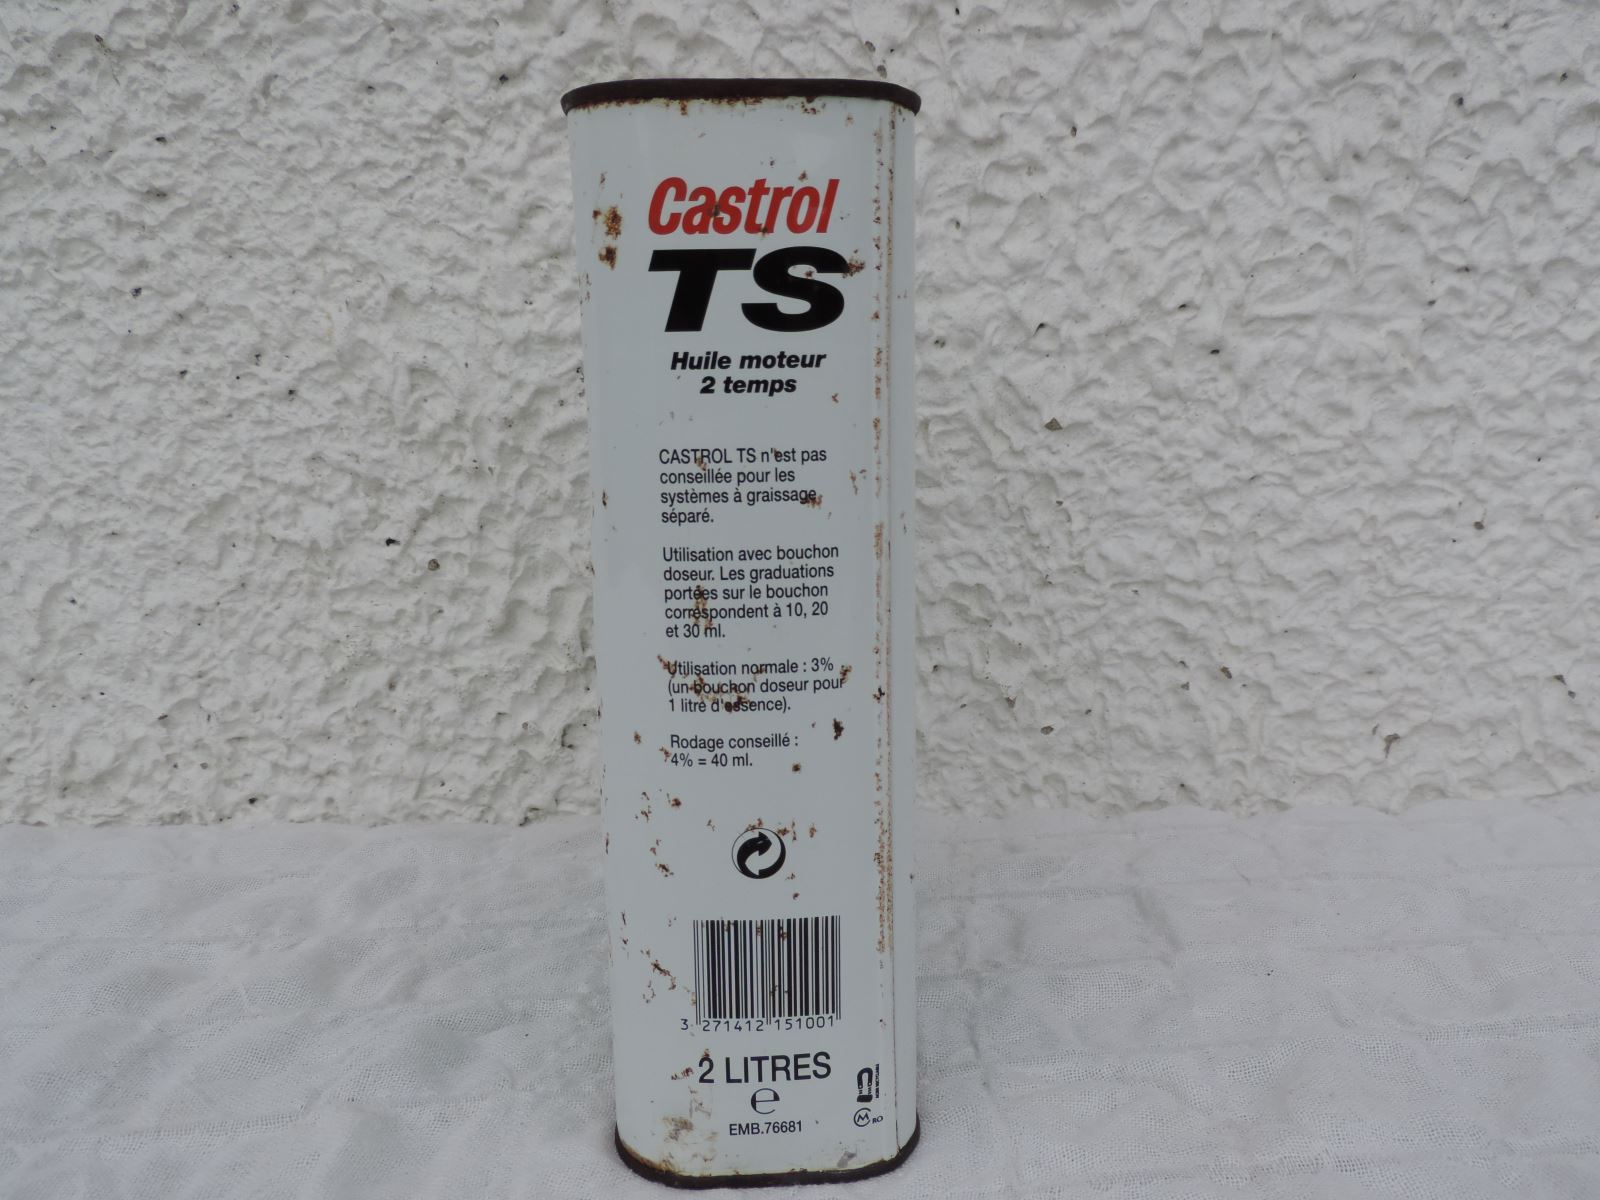 Castrol
TS
Huile moteur
2 temps
CASTROL TS n'est pas
conseillée pour les
systèmes à graissage
séparé.
Utilisation avec bouchon
doseur. Les graduations
portées sur le bouchon
correspondent à 10, 20
et 30 ml.
Utilisation normale : 3%
(un bouchon doseur pour
1 litre d'essence).
Rodage conseillé :
4% = 40 ml.
3 271412 151001
2 LITRES
e
EMB.76681
M RO